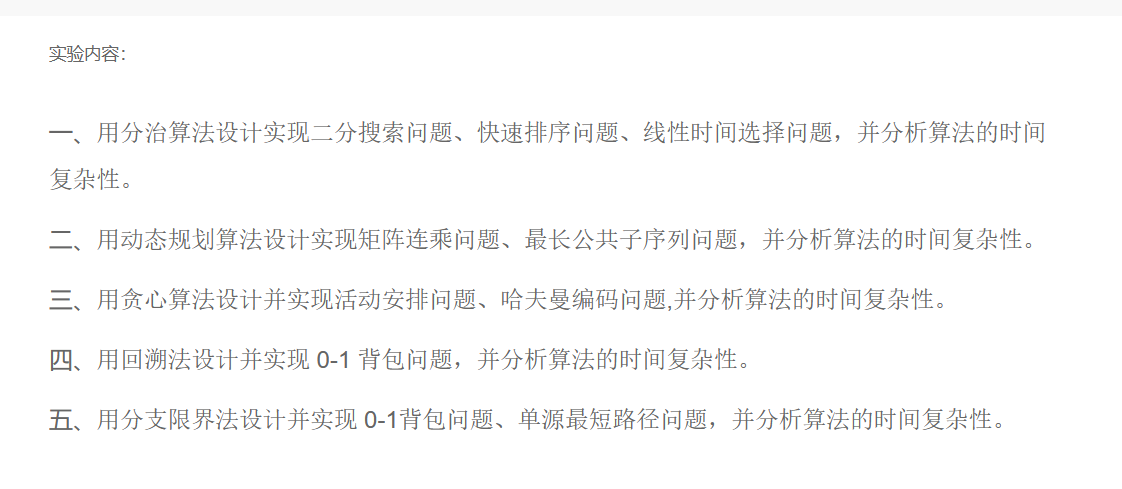 实验内容：
一、用分治算法设计实现二分搜索问题、快速排序问题、线性时间选择问题，并分析算法的时间
复杂性。
二、用动态规划算法设计实现矩阵连乘问题、最长公共子序列问题，并分析算法的时间复杂性。
三、用贪心算法设计并实现活动安排问题、哈夫曼编码问题,并分析算法的时间复杂性。
四、用回溯法设计并实现 0-1 背包问题，并分析算法的时间复杂性。
五、用分支限界法设计并实现 0-1背包问题、单源最短路径问题，并分析算法的时间复杂性。